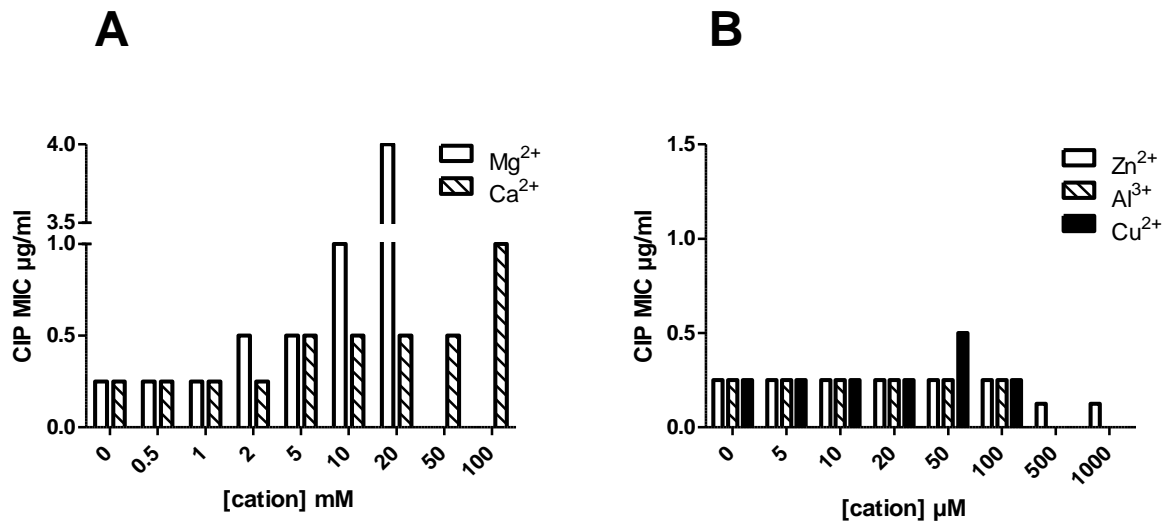 A
4.0
3.5
1.0
0.5
0.0
CIP MIC µg/ml
Mg²⁺
Ca²⁺
0 0.5 1 2 5 10 20 50 100
[cation] mM
B
1.5
1.0
0.5
0.0
CIP MIC µg/ml
Zn²⁺
Al³⁺
Cu²⁺
0 5 10 20 50 100 500 1000
[cation] µM